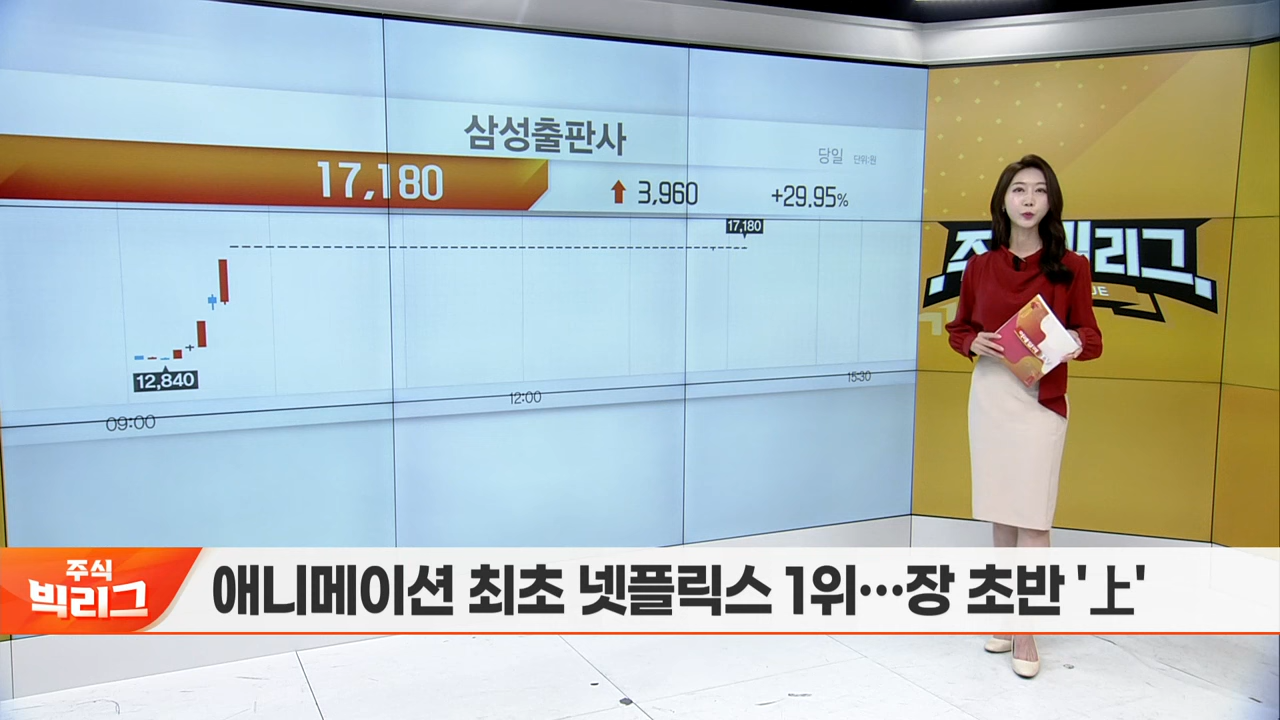 삼성출판사
당일 단위:원
17,180 3,960 +29.95%
17,180
12,840
09:00 12:00 15:30
리그
주식
빅리그
애니메이션 최초 넷플릭스 1위…장 초반 '上'